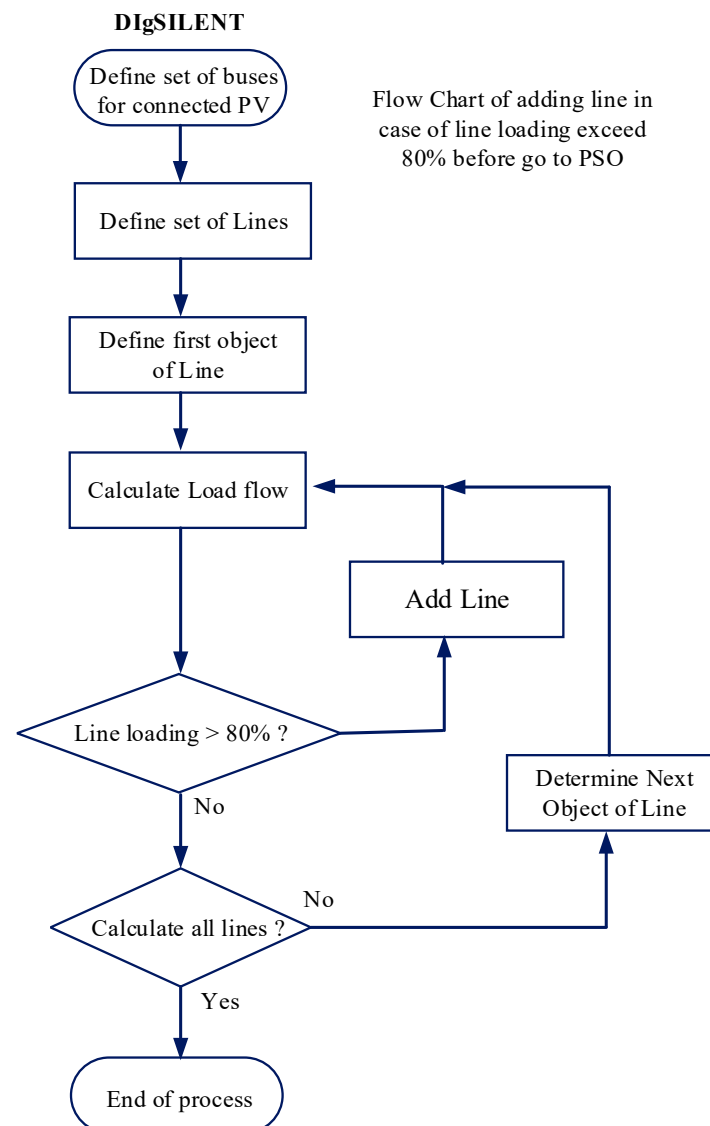 DIgSILENT
Define set of buses
for connected PV
Flow Chart of adding line in
case of line loading exceed
80% before go to PSO
Define set of Lines
Define first object
of Line
Calculate Load flow
Add Line
Line loading > 80% ?
Determine Next
Object of Line
No
Calculate all lines ?
No
Yes
End of process